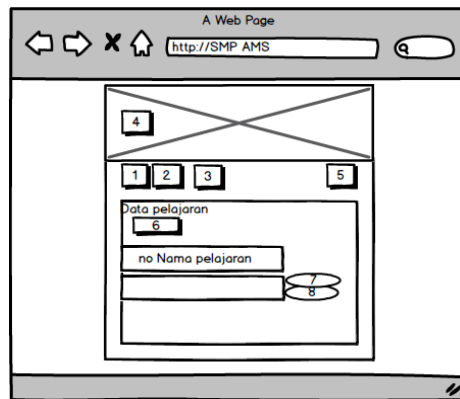 A Web Page
http://SMP AMS
4
1 2 3 5
Data pelajaran
6
no Nama pelajaran
7
8